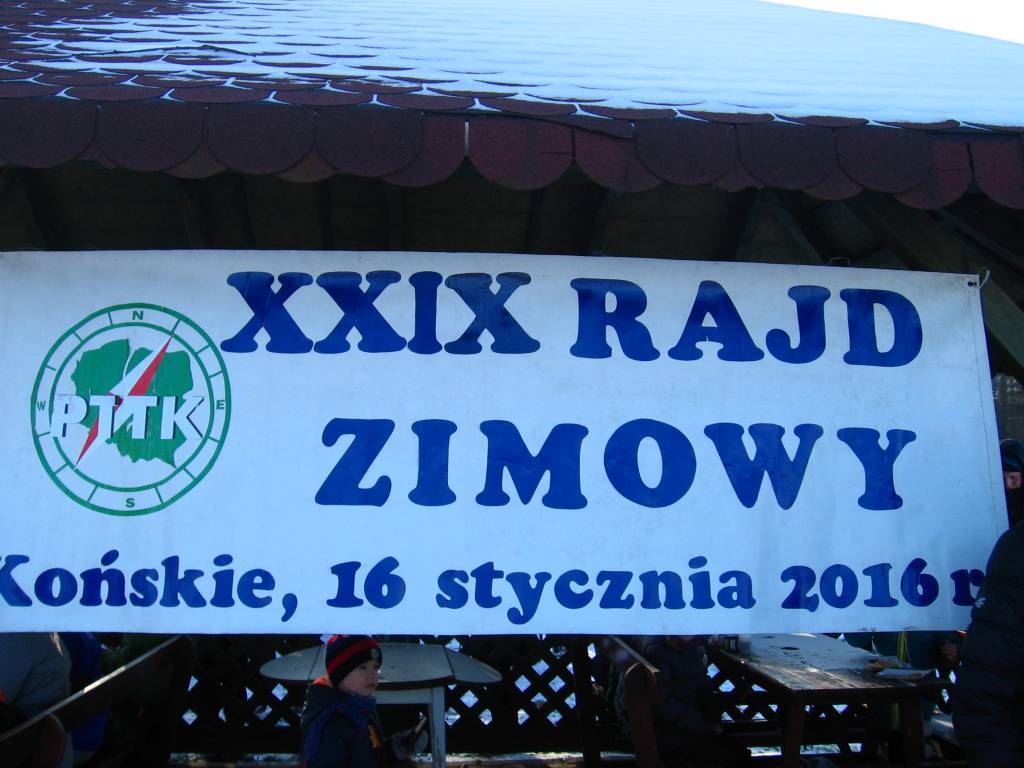 XXIX RAJD
ZIMOWY
Końskie, 16 stycznia 2016 r
N
W
E
S
PTTK